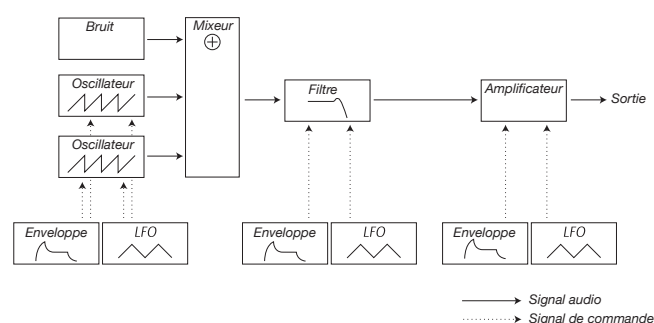 Bruit
Mixeur
Oscillateur
Filtre
Amplificateur
Sortie
Oscillateur
Enveloppe
LFO
Enveloppe
LFO
Enveloppe
LFO
Signal audio
Signal de commande